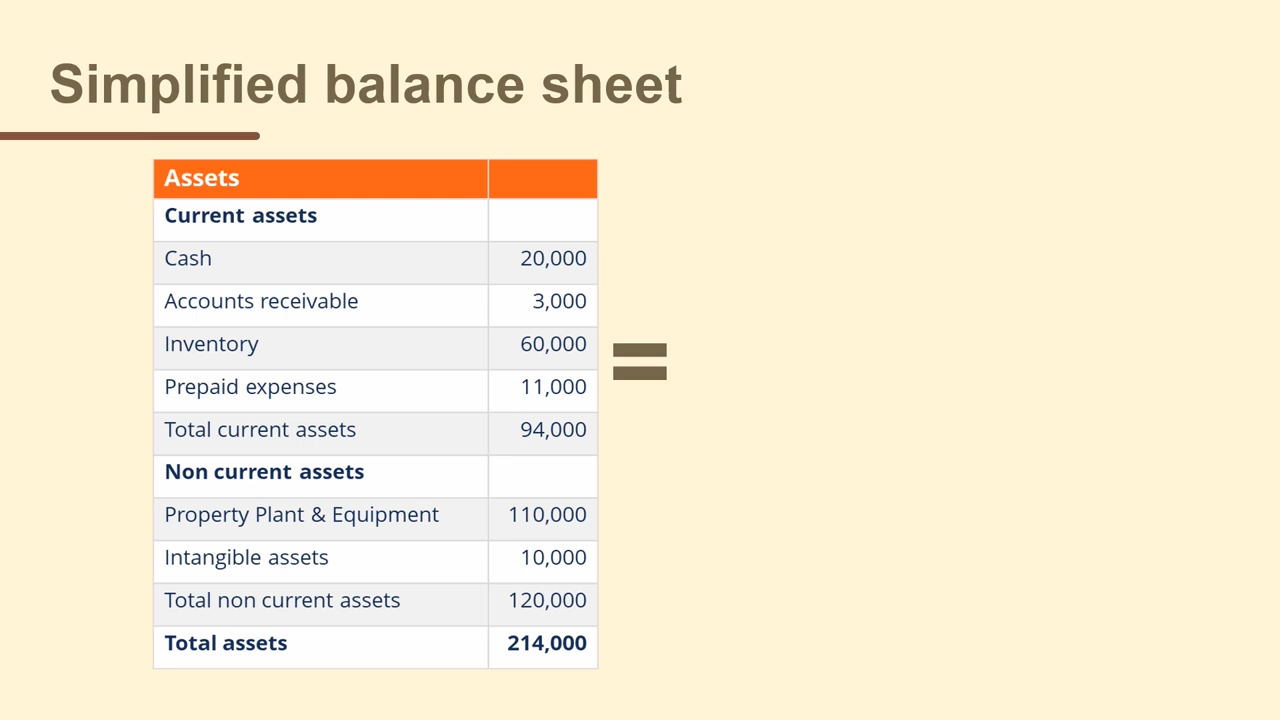 Simplified balance sheet
Assets
Current assets
Cash 20,000
Accounts receivable 3,000
Inventory 60,000
Prepaid expenses 11,000
Total current assets 94,000
Non current assets
Property Plant & Equipment 110,000
Intangible assets 10,000
Total non current assets 120,000
Total assets 214,000
=